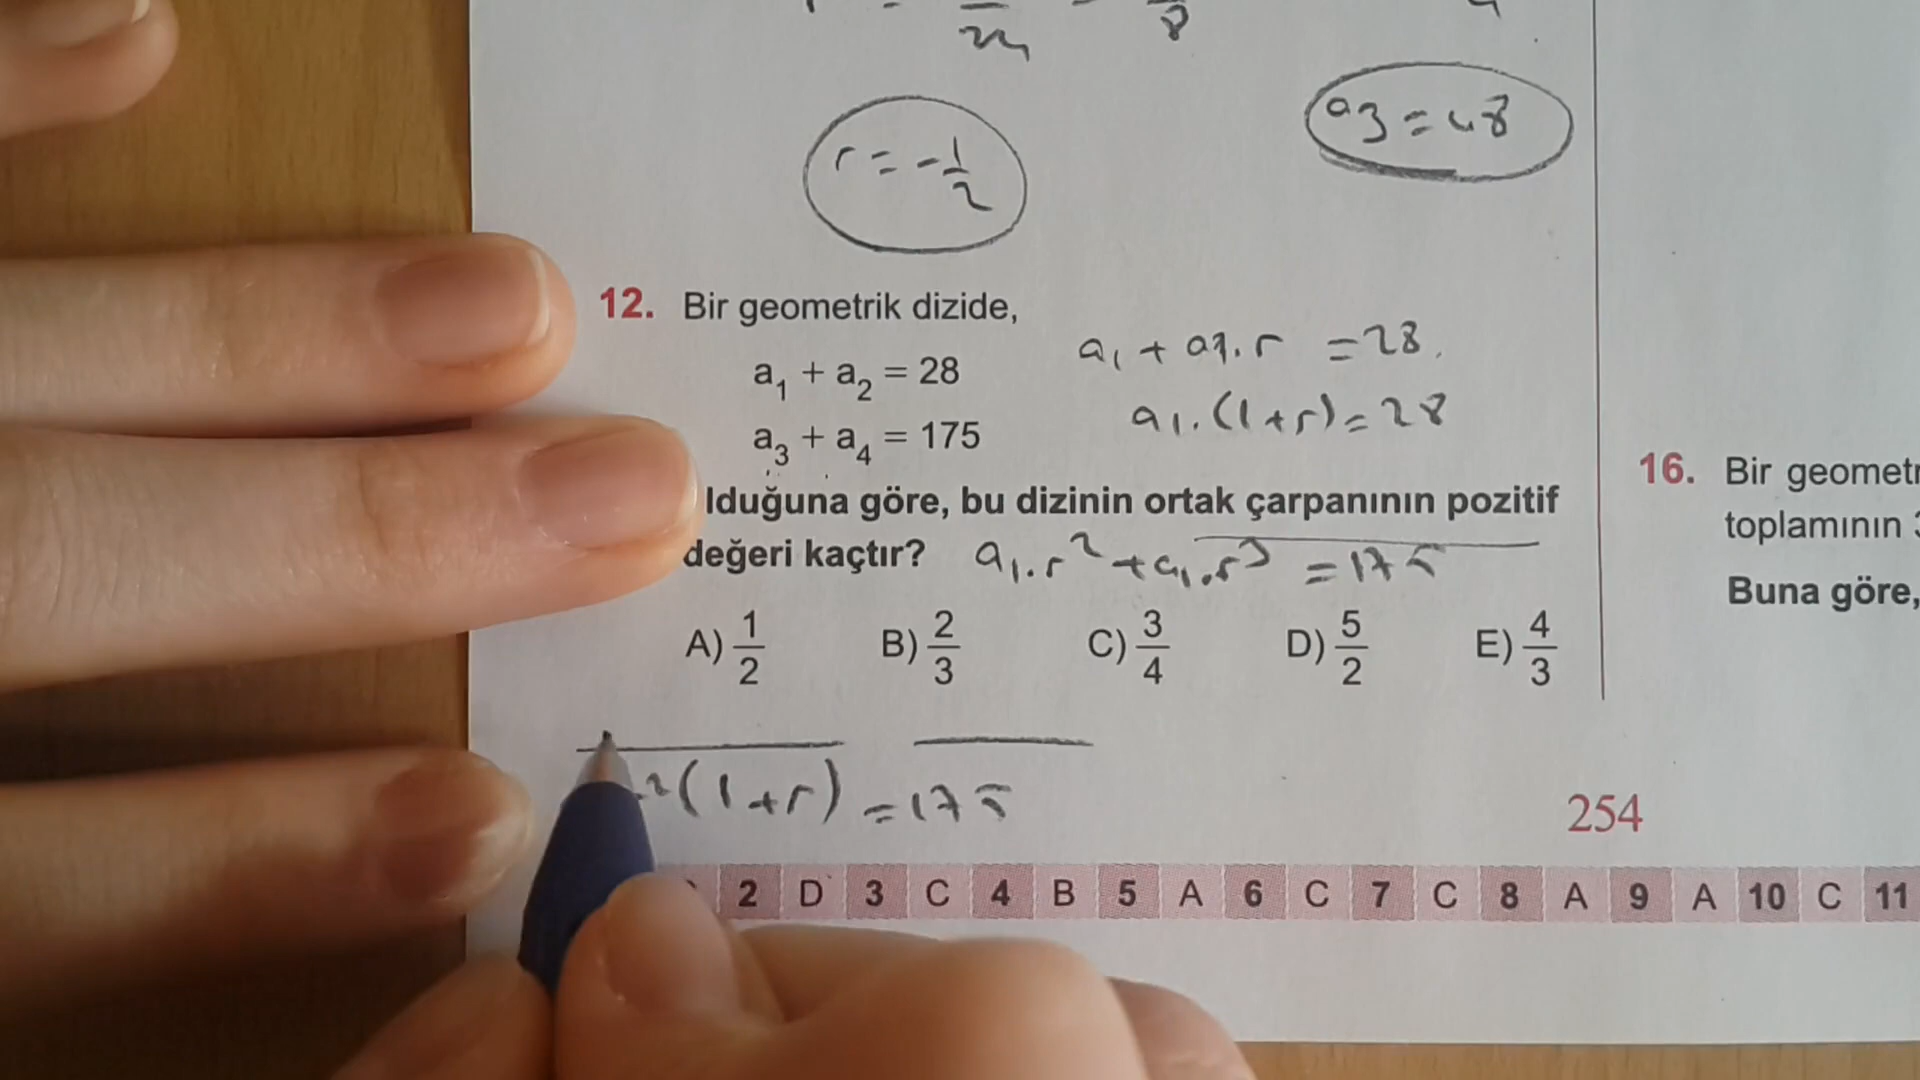 r = - 1/2
a3 = 48
12. Bir geometrik dizide,
a1 + a2 = 28
a3 + a4 = 175
lduğuna göre, bu dizinin ortak çarpanının pozitif
değeri kaçtır?
A) 1/2 B) 2/3 C) 3/4 D) 5/2 E) 4/3
a1 + a1.r = 28
a1.(1+r) = 28
a1.r² + a1.r³ = 175
²(1+r) = 175
16. Bir geometr
toplamının
Buna göre,
254
2 D 3 C 4 B 5 A 6 C 7 C 8 A 9 A 10 C 11